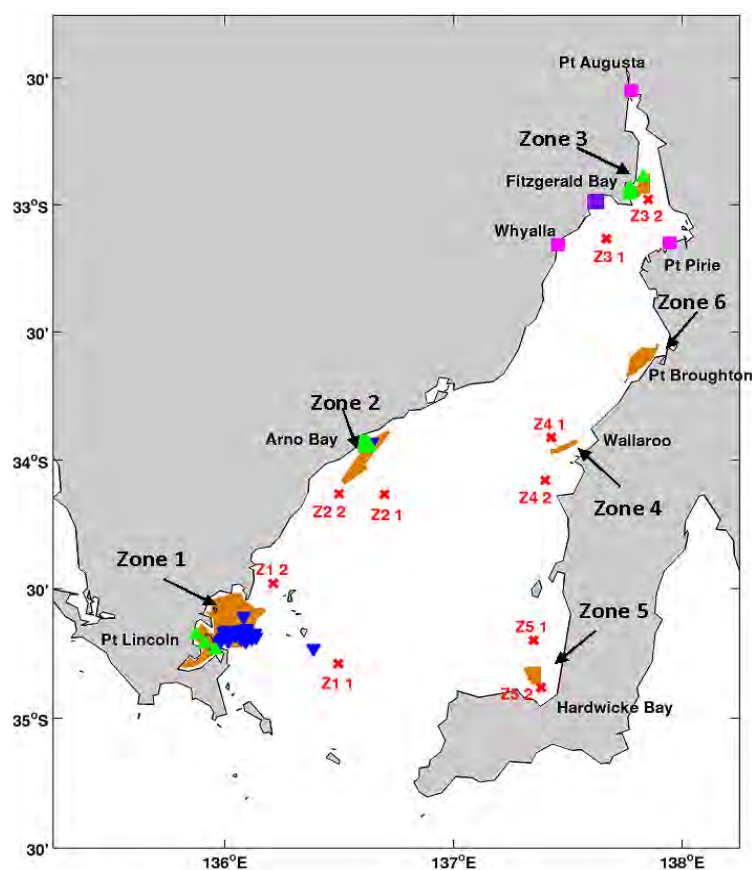 Pt Augusta
30'
Zone 3
Fitzgerald Bay
33°S
Z3 2
Whyalla
Z3 1
Pt Pirie
Zone 6
30'
Pt Broughton
Zone 2
Arno Bay
Z4 1
Wallaroo
34°S
Z4 2
Z2 2
Z2 1
Zone 4
Zone 1
Z1 2
30'
Zone 5
Pt Lincoln
Z5 1
Z1 1
Z5 2
Hardwicke Bay
35°S
30'
136°E
137°E
138°E